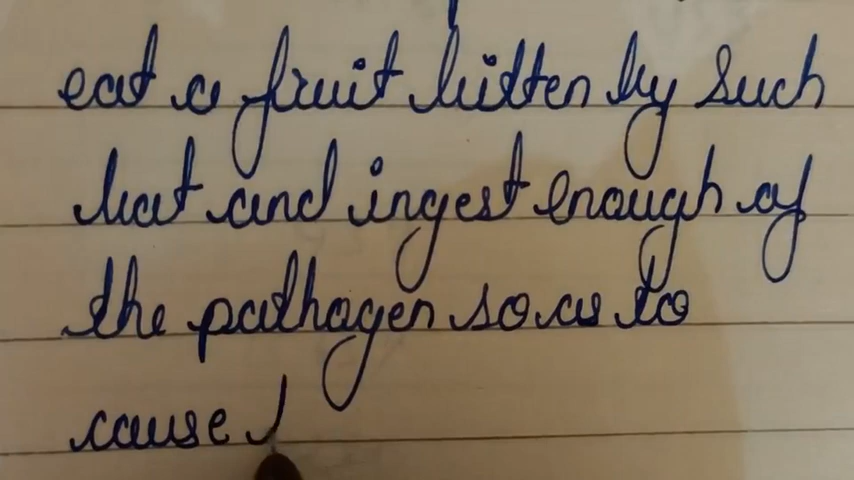 eat a fruit bitten by such
bat and ingest enough of
the pathogen so as to
cause